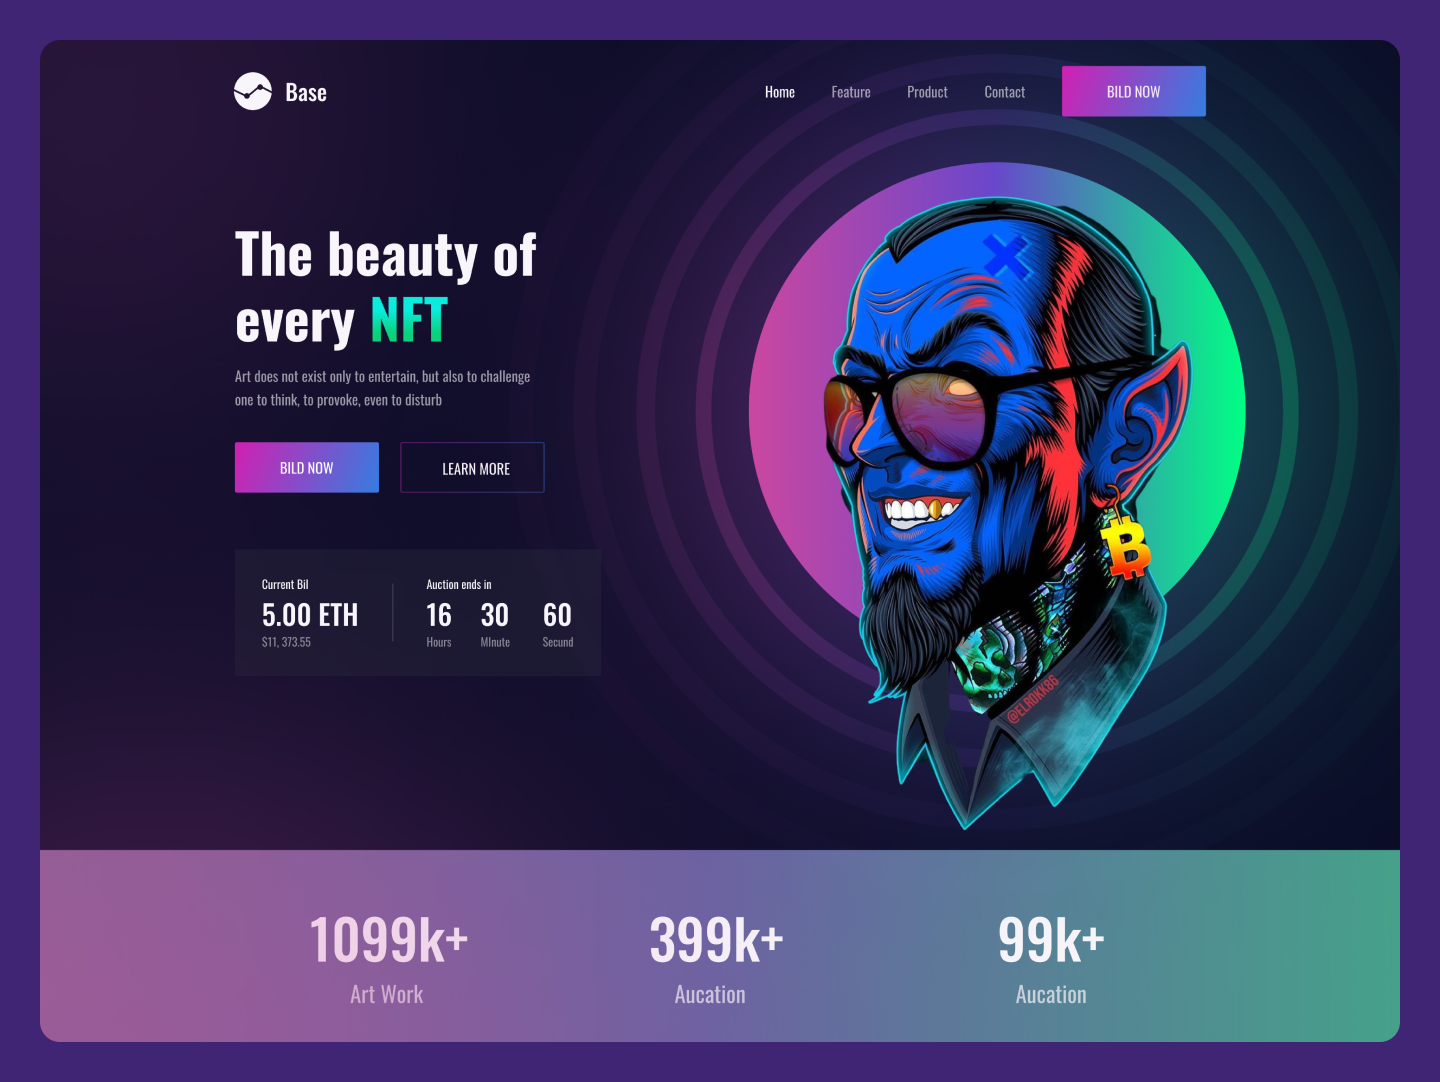 Base
Home
Feature
Product
Contact
BILD NOW
The beauty of
every NFT
Art does not exist only to entertain, but also to challenge
one to think, to provoke, even to disturb
BILD NOW
LEARN MORE
Current Bil
5.00 ETH
$11, 373.55
Auction ends in
16
30
60
Hours
MInute
Secund
@ELROKK86
1099k+
Art Work
399k+
Aucation
99k+
Aucation